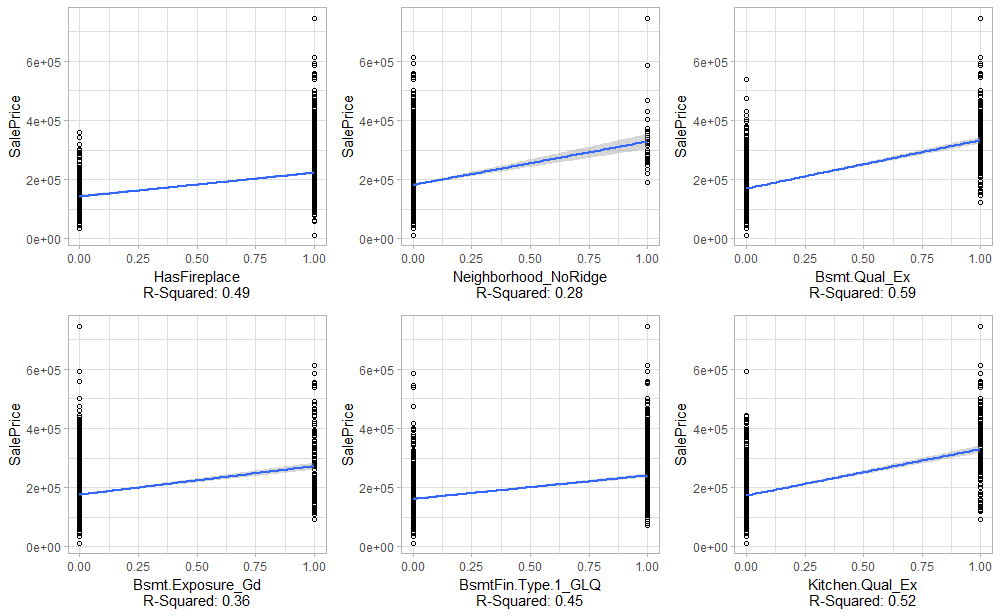 SalePrice
6e+05
4e+05
2e+05
0e+00
0.00 0.25 0.50 0.75 1.00
HasFireplace
R-Squared: 0.49
SalePrice
6e+05
4e+05
2e+05
0e+00
0.00 0.25 0.50 0.75 1.00
Neighborhood_NoRidge
R-Squared: 0.28
SalePrice
6e+05
4e+05
2e+05
0e+00
0.00 0.25 0.50 0.75 1.00
Bsmt.Qual_Ex
R-Squared: 0.59
SalePrice
6e+05
4e+05
2e+05
0e+00
0.00 0.25 0.50 0.75 1.00
Bsmt.Exposure_Gd
R-Squared: 0.36
SalePrice
6e+05
4e+05
2e+05
0e+00
0.00 0.25 0.50 0.75 1.00
BsmtFin.Type.1_GLQ
R-Squared: 0.45
SalePrice
6e+05
4e+05
2e+05
0e+00
0.00 0.25 0.50 0.75 1.00
Kitchen.Qual_Ex
R-Squared: 0.52